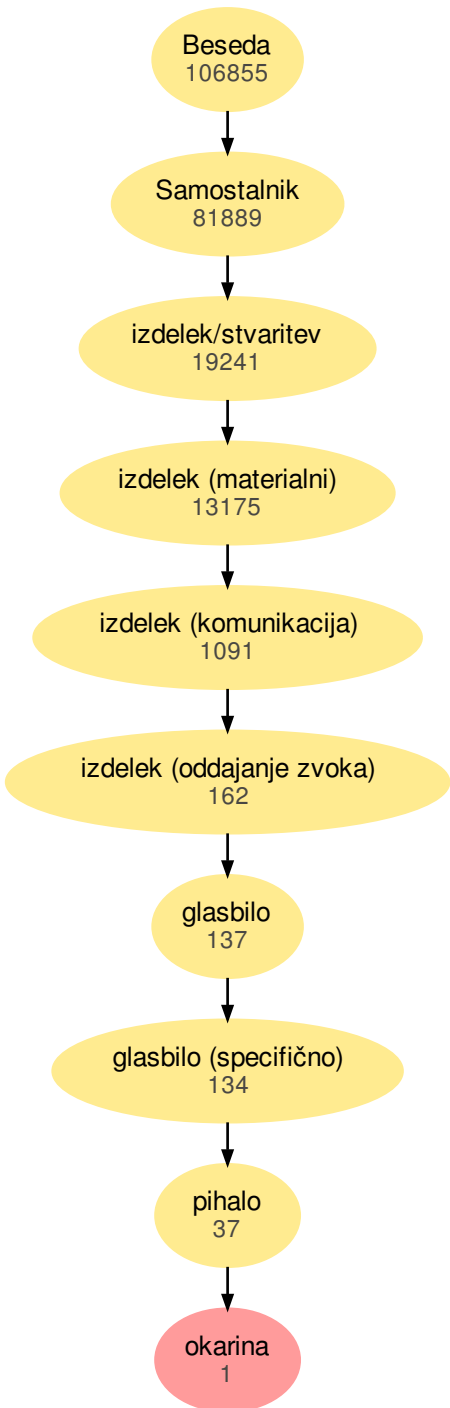 Beseda
106855
Samostalnik
81889
izdelek/stvaritev
19241
izdelek (materialni)
13175
izdelek (komunikacija)
1091
izdelek (oddajanje zvoka)
162
glasbilo
137
glasbilo (specifično)
134
pihalo
37
okarina
1